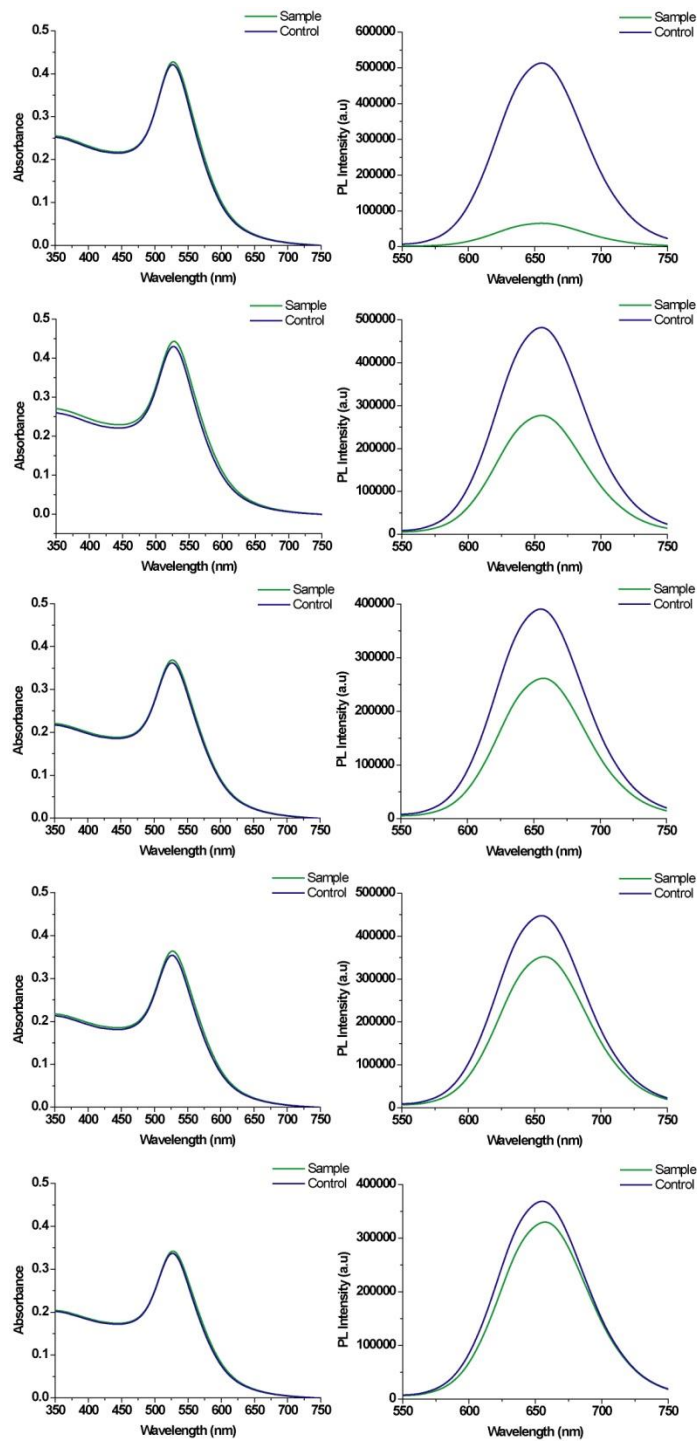 Sample
Control
0.5
0.4
0.3
0.2
0.1
0.0
Absorbance
350 400 450 500 550 600 650 700 750
Wavelength (nm)
Sample
Control
600000
500000
400000
300000
200000
100000
0
PL Intensity (a.u)
550 600 650 700 750
Wavelength (nm)
Sample
Control
0.5
0.4
0.3
0.2
0.1
0.0
Absorbance
350 400 450 500 550 600 650 700 750
Wavelength (nm)
Sample
Control
500000
400000
300000
200000
100000
0
PL Intensity (a.u)
550 600 650 700 750
Wavelength (nm)
Sample
Control
0.5
0.4
0.3
0.2
0.1
0.0
Absorbance
350 400 450 500 550 600 650 700 750
Wavelength (nm)
Sample
Control
400000
300000
200000
100000
0
PL Intensity (a.u)
550 600 650 700 750
Wavelength (nm)
Sample
Control
0.5
0.4
0.3
0.2
0.1
0.0
Absorbance
350 400 450 500 550 600 650 700 750
Wavelength (nm)
Sample
Control
500000
400000
300000
200000
100000
0
PL Intensity (a.u)
550 600 650 700 750
Wavelength (nm)
Sample
Control
0.5
0.4
0.3
0.2
0.1
0.0
Absorbance
350 400 450 500 550 600 650 700 750
Wavelength (nm)
Sample
Control
400000
300000
200000
100000
0
PL Intensity (a.u)
550 600 650 700 750
Wavelength (nm)